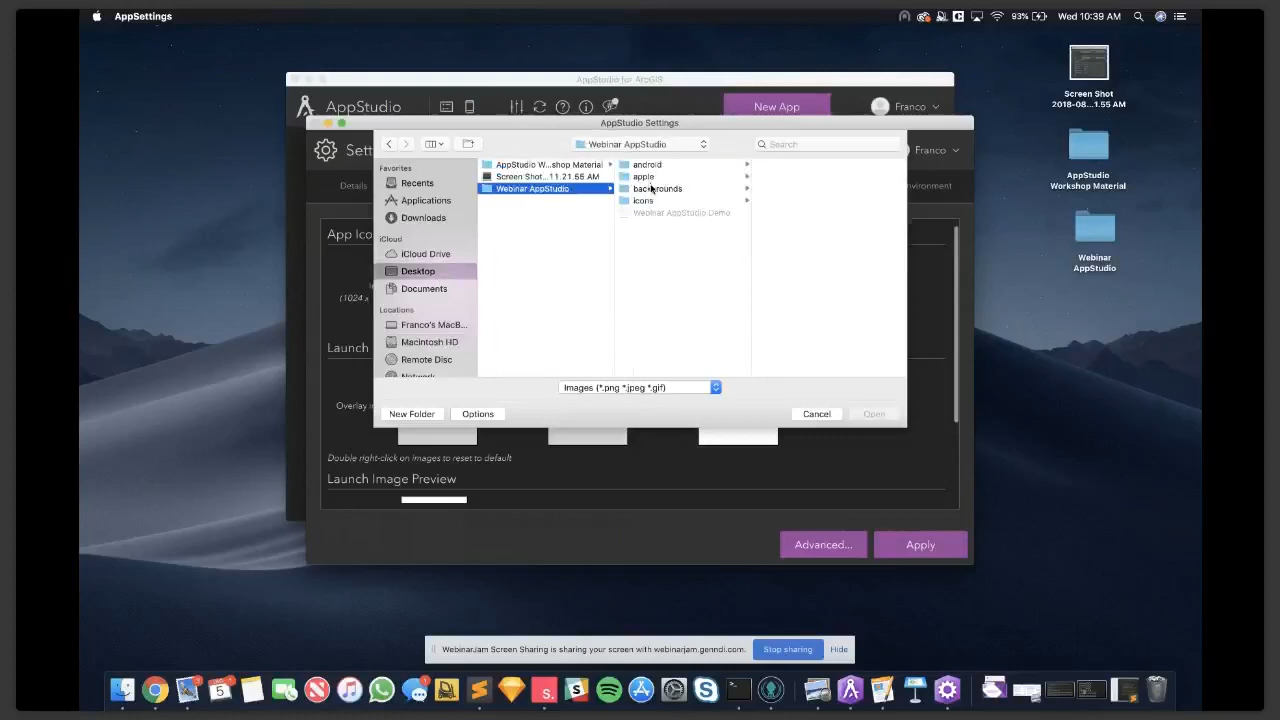 AppSettings
93%
Wed 10:39 AM
Screen Shot
2018-08...1.55 AM
AppStudio for ArcGIS
AppStudio
New App
Franco
AppStudio Settings
Sett
Webinar AppStudio
Search
Franco
Details
nvironment
Favorites
Recents
Applications
Downloads
iCloud
iCloud Drive
Desktop
Documents
Locations
Franco's MacB...
Macintosh HD
Remote Disc
Network
AppStudio W...shop Material
Screen Shot...11.21.55 AM
Webinar AppStudio
android
apple
backgrounds
icons
Webinar AppStudio Demo
AppStudio
Workshop Material
Webinar
AppStudio
App Ico
(1024 x
Launch
Overlay
Images (*.png *.jpeg *.gif)
New Folder
Options
Cancel
Open
Double right-click on images to reset to default
Launch Image Preview
Advanced...
Apply
WebinarJam Screen Sharing is sharing your screen with webinarjam.genndi.com.
Stop sharing
Hide
5
S.
S